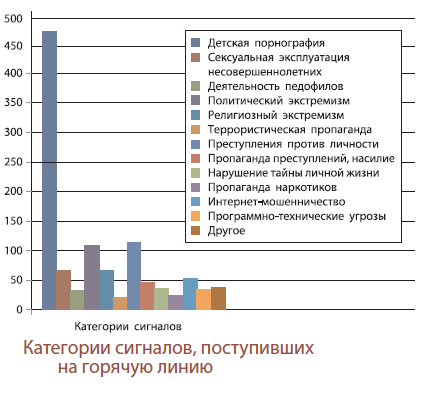 500
450
400
350
300
250
200
150
100
50
0
Детская порнография
Сексуальная эксплуатация
несовершеннолетних
Деятельность педофилов
Политический экстремизм
Религиозный экстремизм
Террористическая пропаганда
Преступления против личности
Пропаганда преступлений, насилие
Нарушение тайны личной жизни
Пропаганда наркотиков
Интернет-мошенничество
Программно-технические угрозы
Другое
Категории сигналов
Категории сигналов, поступивших
на горячую линию